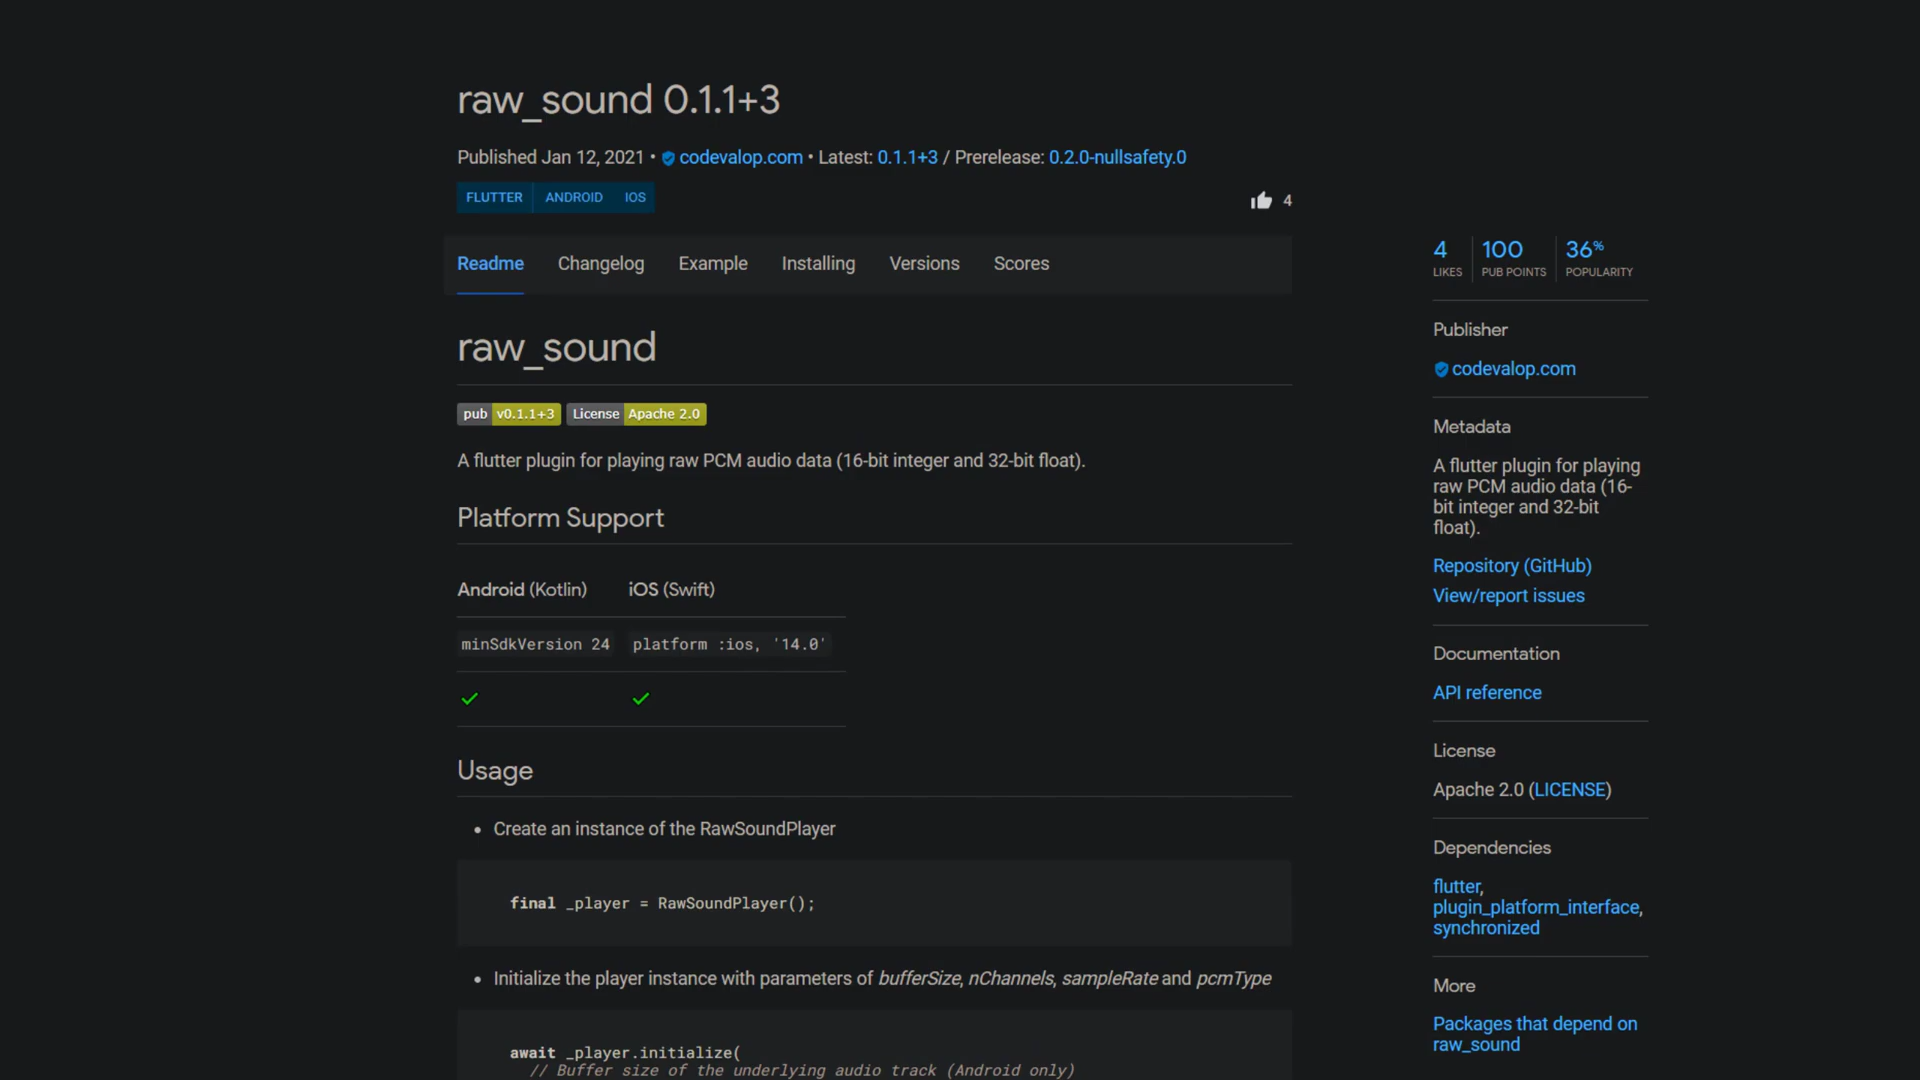 raw_sound 0.1.1+3
Published Jan 12, 2021 • codevalop.com • Latest: 0.1.1+3 / Prerelease: 0.2.0-nullsafety.0
FLUTTER ANDROID IOS
4
Readme Changelog Example Installing Versions Scores
raw_sound
pub v0.1.1+3 License Apache 2.0
A flutter plugin for playing raw PCM audio data (16-bit integer and 32-bit float).
Platform Support
Android (Kotlin) iOS (Swift)
minSdkVersion 24 platform :ios, '14.0'
Usage
• Create an instance of the RawSoundPlayer
final _player = RawSoundPlayer();
• Initialize the player instance with parameters of bufferSize, nChannels, sampleRate and pcmType
await _player.initialize(
// Buffer size of the underlying audio track (Android only)
4 100 36%
LIKES PUB POINTS POPULARITY
Publisher
codevalop.com
Metadata
A flutter plugin for playing
raw PCM audio data (16-
bit integer and 32-bit
float).
Repository (GitHub)
View/report issues
Documentation
API reference
License
Apache 2.0 (LICENSE)
Dependencies
flutter,
plugin_platform_interface,
synchronized
More
Packages that depend on
raw_sound